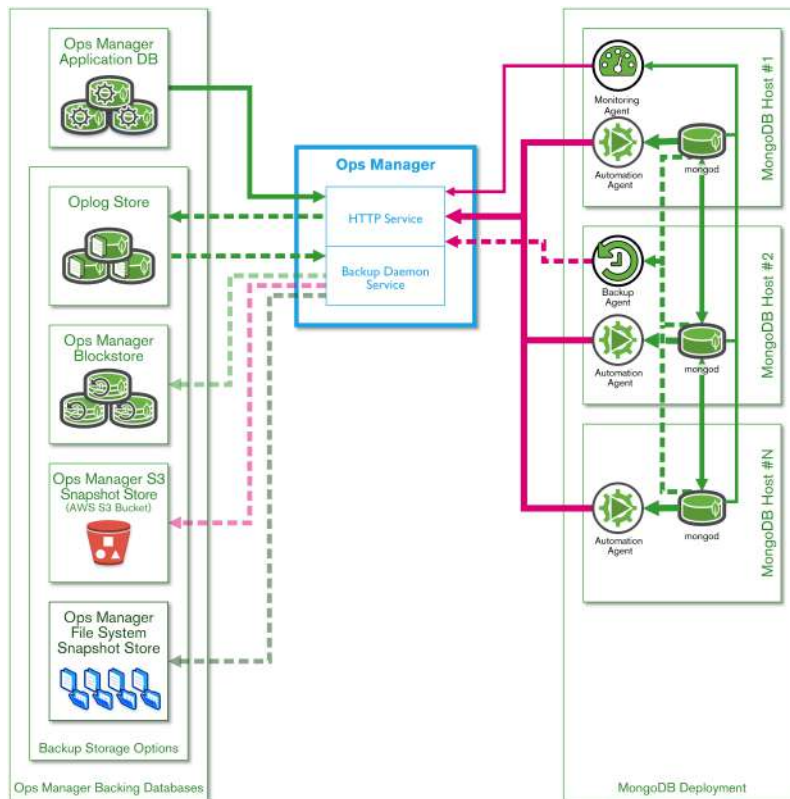 Ops Manager
Application DB
Oplog Store
Ops Manager
Blockstore
Ops Manager S3
Snapshot Store
(AWS S3 Bucket)
Ops Manager
File System
Snapshot Store
Backup Storage Options
Ops Manager Backing Databases
Ops Manager
HTTP Service
Backup Daemon
Service
Monitoring
Agent
Automation
Agent
mongod
MongoDB Host #1
Backup
Agent
Automation
Agent
mongod
MongoDB Host #2
Automation
Agent
mongod
MongoDB Host #N
MongoDB Deployment